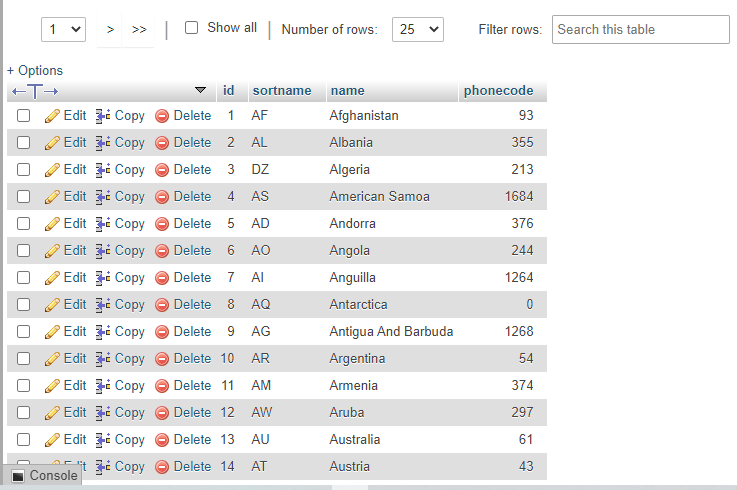 1 > >> | Show all | Number of rows: 25 Filter rows: Search this table
+ Options
←T→ id sortname name phonecode
Edit Copy Delete 1 AF Afghanistan 93
Edit Copy Delete 2 AL Albania 355
Edit Copy Delete 3 DZ Algeria 213
Edit Copy Delete 4 AS American Samoa 1684
Edit Copy Delete 5 AD Andorra 376
Edit Copy Delete 6 AO Angola 244
Edit Copy Delete 7 AI Anguilla 1264
Edit Copy Delete 8 AQ Antarctica 0
Edit Copy Delete 9 AG Antigua And Barbuda 1268
Edit Copy Delete 10 AR Argentina 54
Edit Copy Delete 11 AM Armenia 374
Edit Copy Delete 12 AW Aruba 297
Edit Copy Delete 13 AU Australia 61
Edit Copy Delete 14 AT Austria 43
Console